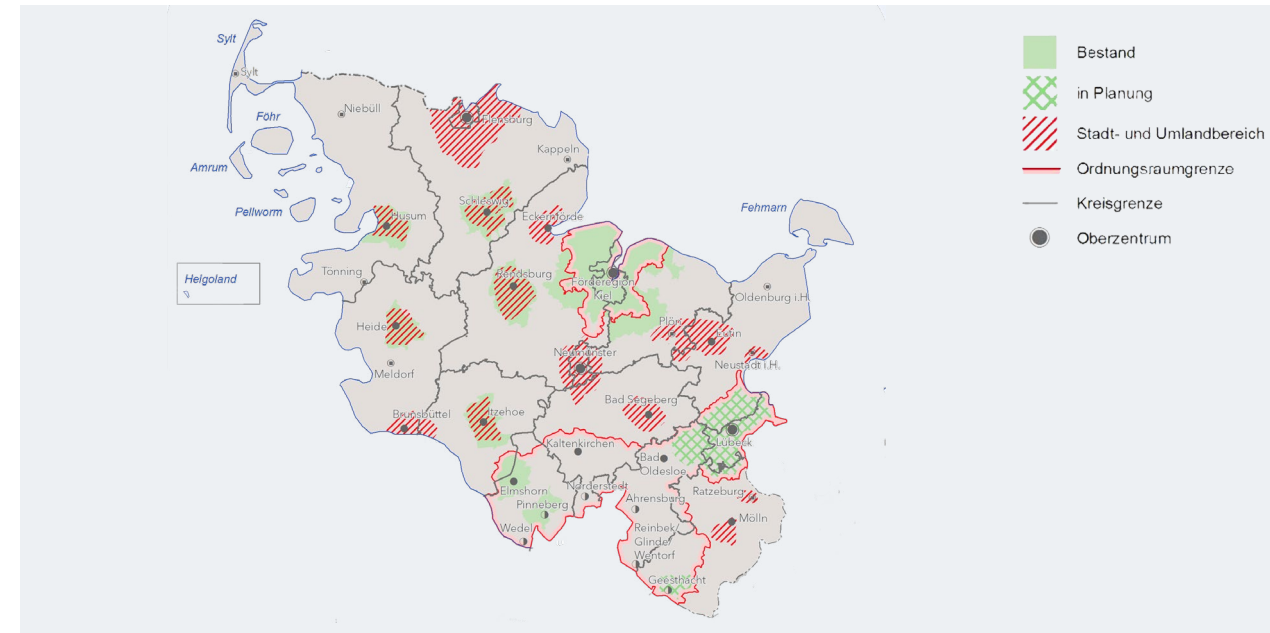 Sylt
Sylt
Föhr
Niebüll
Flensburg
Amrum
Kappeln
Pellworm
Husum
Schleswig
Eckernförde
Fehmarn
Helgoland
Tönning
Rendsburg
Förderegion
Kiel
Oldenburg i.H.
Heide
Plön
Eutin
Meldorf
Neumünster
Neustadt i.H.
Brunsbüttel
Itzehoe
Bad Segeberg
Kaltenkirchen
Bad
Oldesloe
Lübeck
Elmshorn
Norderstedt
Ahrensburg
Ratzeburg
Pinneberg
Mölln
Wedel
Reinbek/
Glinde/
Wentorf
Geesthacht
Bestand
in Planung
Stadt- und Umlandbereich
Ordnungsraumgrenze
Kreisgrenze
Oberzentrum